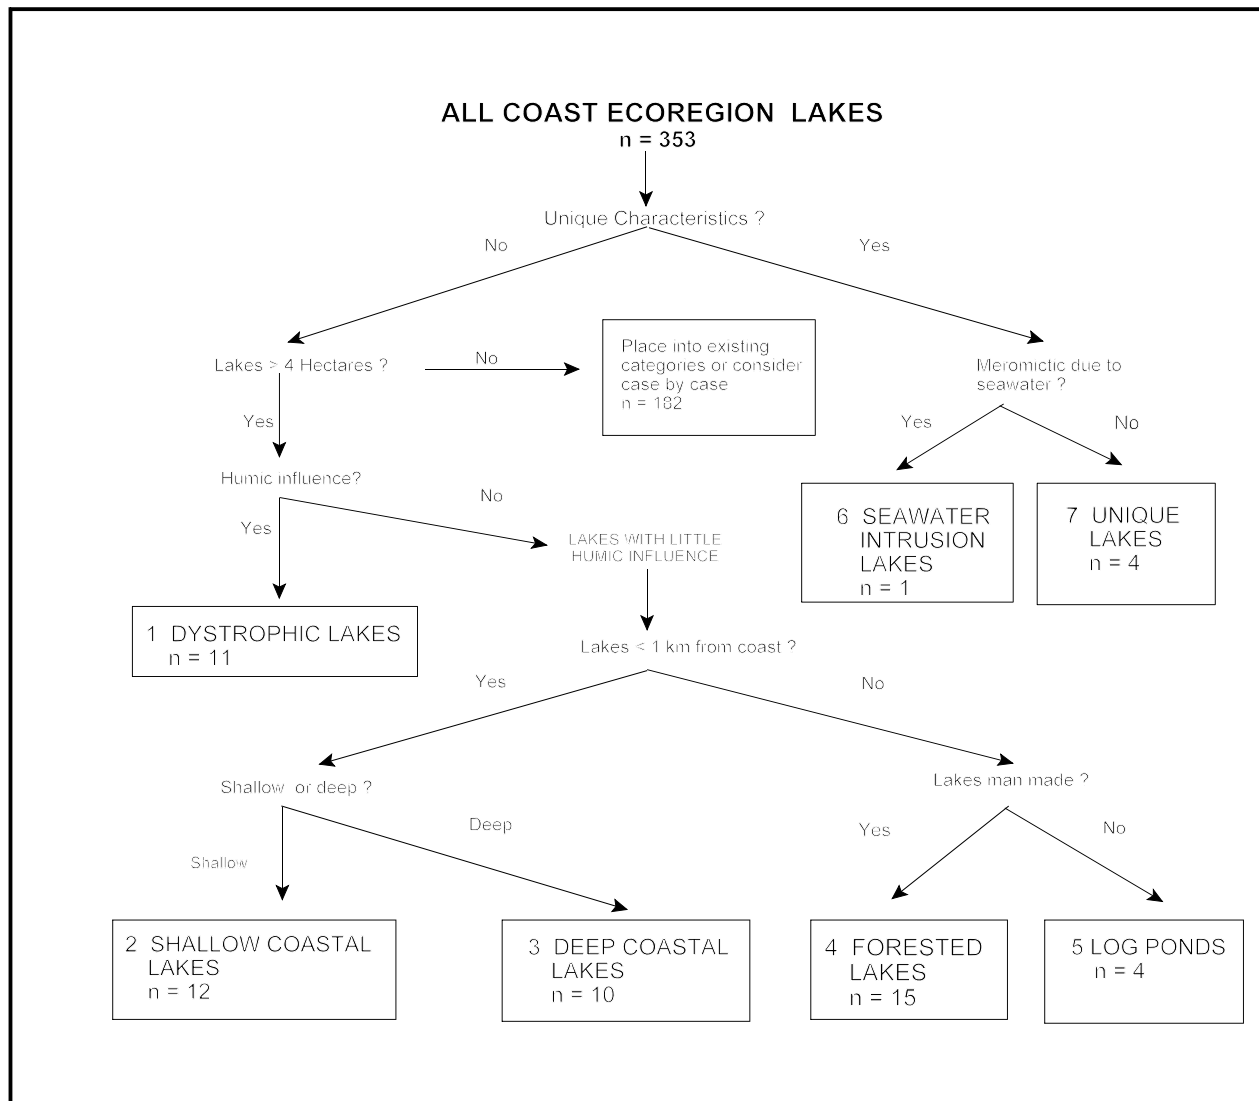 ALL COAST ECOREGION LAKES
n = 353
Unique Characteristics ?
No
Yes
Lakes > 4 Hectares ?
No
Place into existing
categories or consider
case by case
n = 182
Meromictic due to
seawater ?
Yes
Yes
No
Humic influence?
Yes
No
LAKES WITH LITTLE
HUMIC INFLUENCE
6 SEAWATER
INTRUSION
LAKES
n = 1
7 UNIQUE
LAKES
n = 4
1 DYSTROPHIC LAKES
n = 11
Lakes < 1 km from coast ?
Yes
No
Shallow or deep ?
Lakes man made ?
Shallow
Deep
Yes
No
2 SHALLOW COASTAL
LAKES
n = 12
3 DEEP COASTAL
LAKES
n = 10
4 FORESTED
LAKES
n = 15
5 LOG PONDS
n = 4